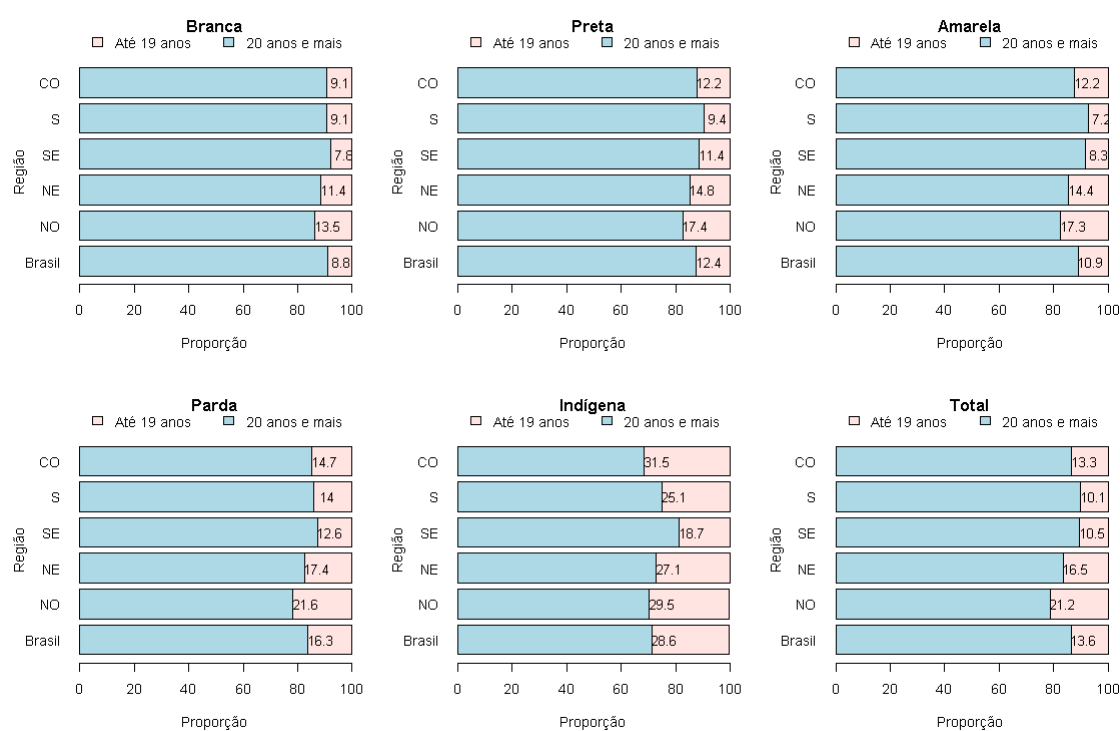 Branca
Até 19 anos 20 anos e mais
Região
CO 9.1
S 9.1
SE 7.8
NE 11.4
NO 13.5
Brasil 8.8
0 20 40 60 80 100
Proporção
Preta
Até 19 anos 20 anos e mais
Região
CO 12.2
S 9.4
SE 11.4
NE 14.8
NO 17.4
Brasil 12.4
0 20 40 60 80 100
Proporção
Amarela
Até 19 anos 20 anos e mais
Região
CO 12.2
S 7.2
SE 8.3
NE 14.4
NO 17.3
Brasil 10.9
0 20 40 60 80 100
Proporção
Parda
Até 19 anos 20 anos e mais
Região
CO 14.7
S 14
SE 12.6
NE 17.4
NO 21.6
Brasil 16.3
0 20 40 60 80 100
Proporção
Indígena
Até 19 anos 20 anos e mais
Região
CO 31.5
S 25.1
SE 18.7
NE 27.1
NO 29.5
Brasil 28.6
0 20 40 60 80 100
Proporção
Total
Até 19 anos 20 anos e mais
Região
CO 13.3
S 10.1
SE 10.5
NE 16.5
NO 21.2
Brasil 13.6
0 20 40 60 80 100
Proporção